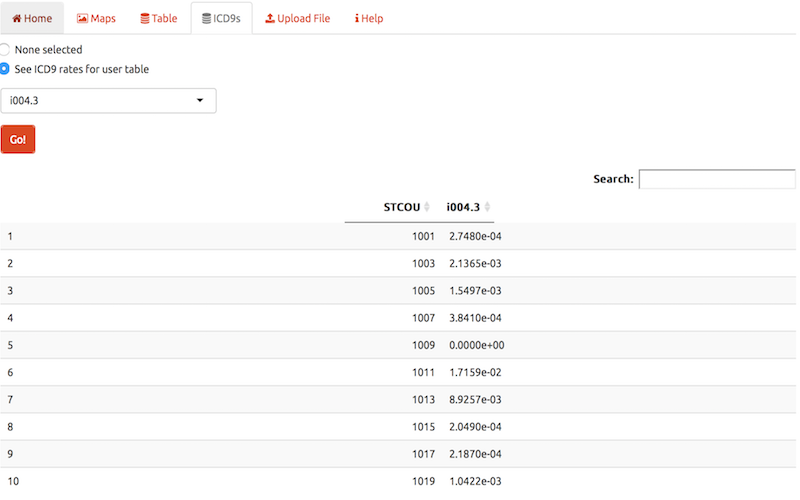 Home Maps Table ICD9s Upload File Help
None selected
See ICD9 rates for user table
i004.3
Go!
Search:
STCOU i004.3
1 1001 2.7480e-04
2 1003 2.1365e-03
3 1005 1.5497e-03
4 1007 3.8410e-04
5 1009 0.0000e+00
6 1011 1.7159e-02
7 1013 8.9257e-03
8 1015 2.0490e-04
9 1017 2.1870e-04
10 1019 1.0422e-03